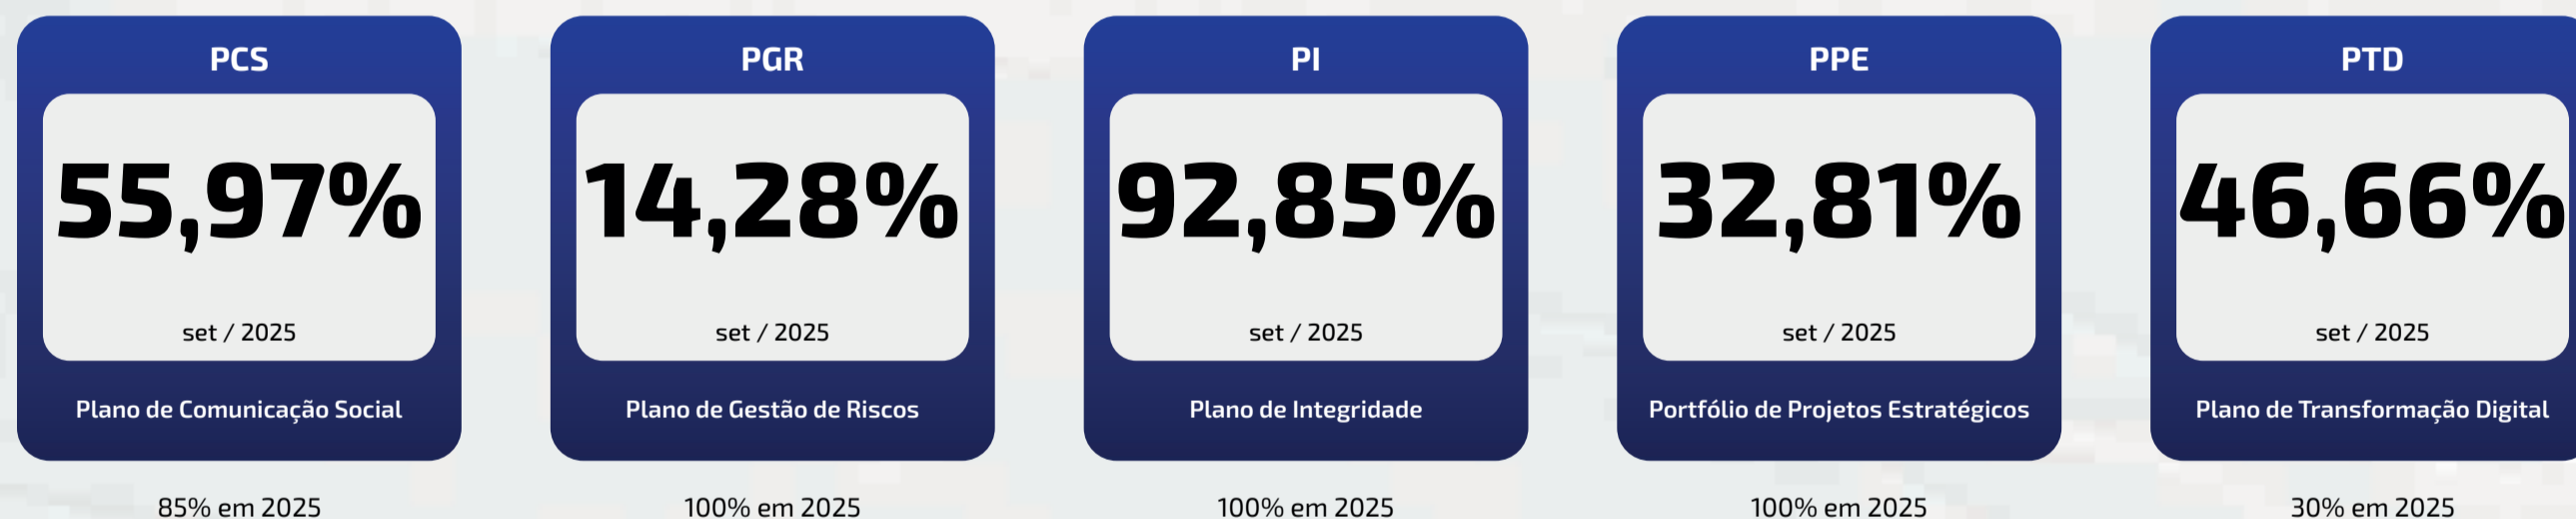 PCS
55,97%
set / 2025
Plano de Comunicação Social
85% em 2025
PGR
14,28%
set / 2025
Plano de Gestão de Riscos
100% em 2025
PI
92,85%
set / 2025
Plano de Integridade
100% em 2025
PPE
32,81%
set / 2025
Portfólio de Projetos Estratégicos
100% em 2025
PTD
46,66%
set / 2025
Plano de Transformação Digital
30% em 2025